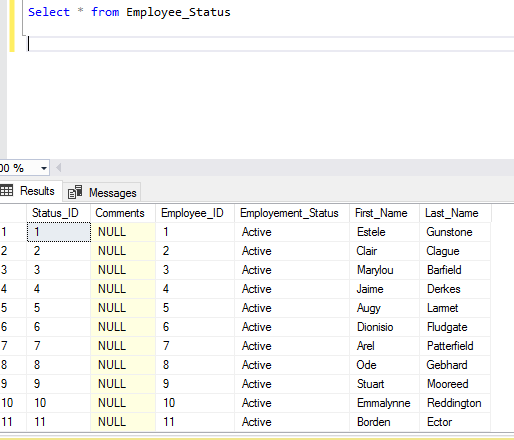 Select * from Employee_Status
00 %
Results Messages
Status_ID Comments Employee_ID Employement_Status First_Name Last_Name
1 1 NULL 1 Active Estele Gunstone
2 2 NULL 2 Active Clair Clague
3 3 NULL 3 Active Marylou Barfield
4 4 NULL 4 Active Jaime Derkes
5 5 NULL 5 Active Augy Larmet
6 6 NULL 6 Active Dionisio Fludgate
7 7 NULL 7 Active Arel Patterfield
8 8 NULL 8 Active Ode Gebhard
9 9 NULL 9 Active Stuart Mooreed
10 10 NULL 10 Active Emmalynne Reddington
11 11 NULL 11 Active Borden Ector